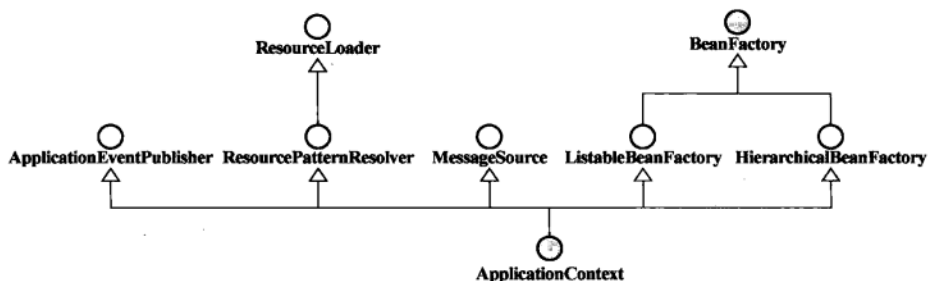 ResourceLoader
BeanFactory
ApplicationEventPublisher
ResourcePatternResolver
MessageSource
ListableBeanFactory
HierarchicalBeanFactory
ApplicationContext